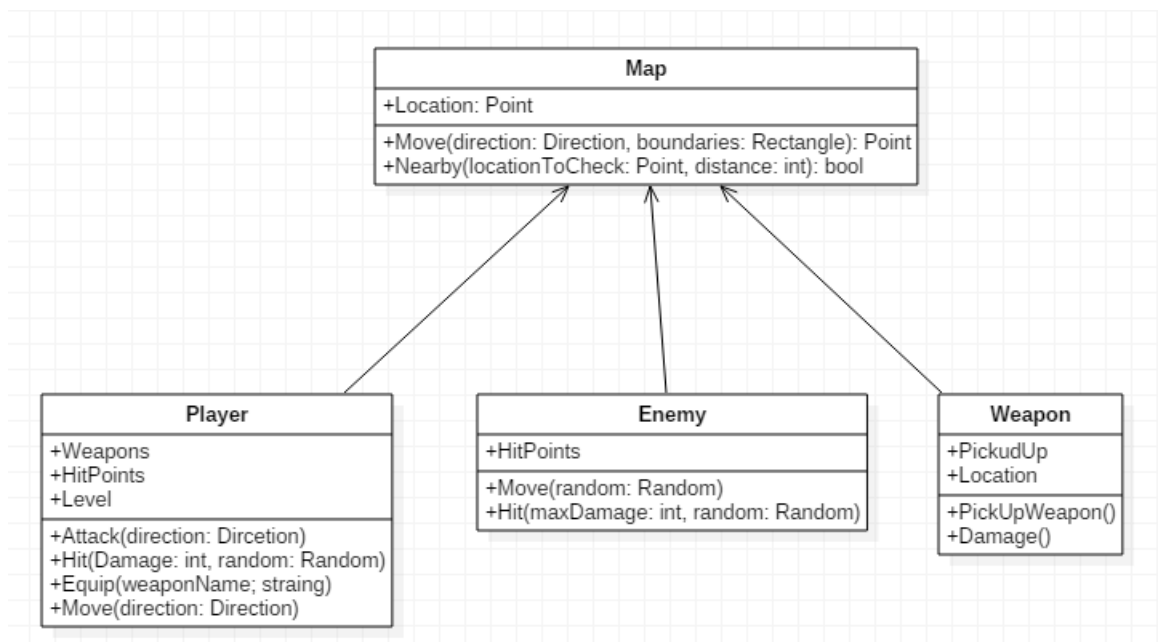 Map
+Location: Point
+Move(direction: Direction, boundaries: Rectangle): Point
+Nearby(locationToCheck: Point, distance: int): bool
Player
+Weapons
+HitPoints
+Level
+Attack(direction: Dircetion)
+Hit(Damage: int, random: Random)
+Equip(weaponName; straing)
+Move(direction: Direction)
Enemy
+HitPoints
+Move(random: Random)
+Hit(maxDamage: int, random: Random)
Weapon
+PickudUp
+Location
+PickUpWeapon()
+Damage()